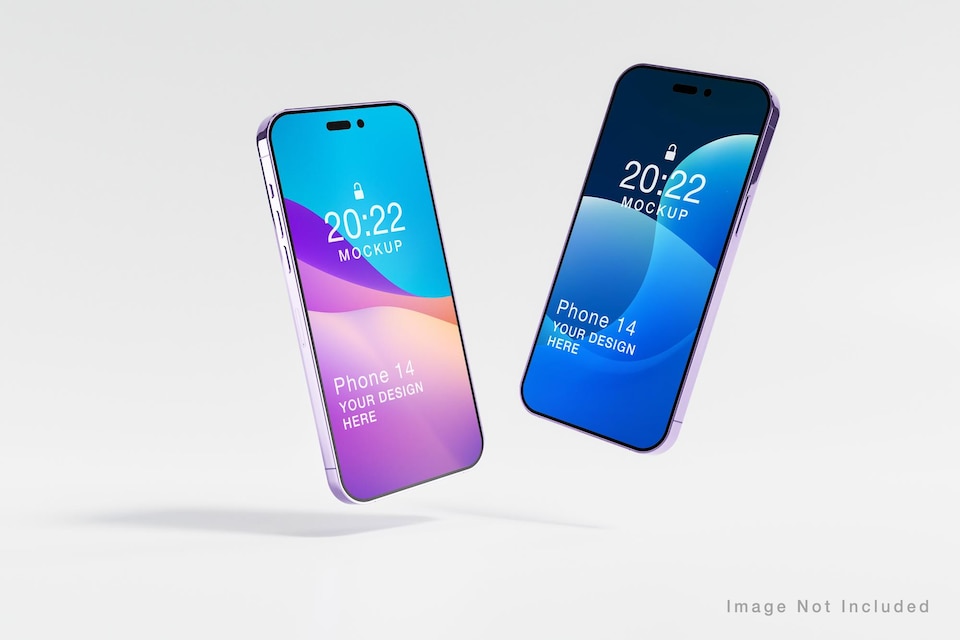 20:22
MOCKUP
Phone 14
YOUR DESIGN
HERE
20:22
MOCKUP
Phone 14
YOUR DESIGN
HERE
Image Not Included